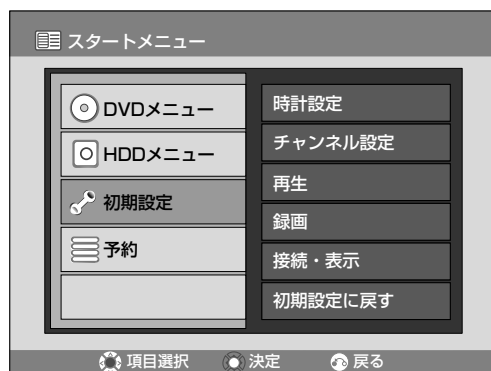 スタートメニュー
DVDメニュー
HDDメニュー
初期設定
予約
時計設定
チャンネル設定
再生
録画
接続・表示
初期設定に戻す
項目選択 決定 戻る